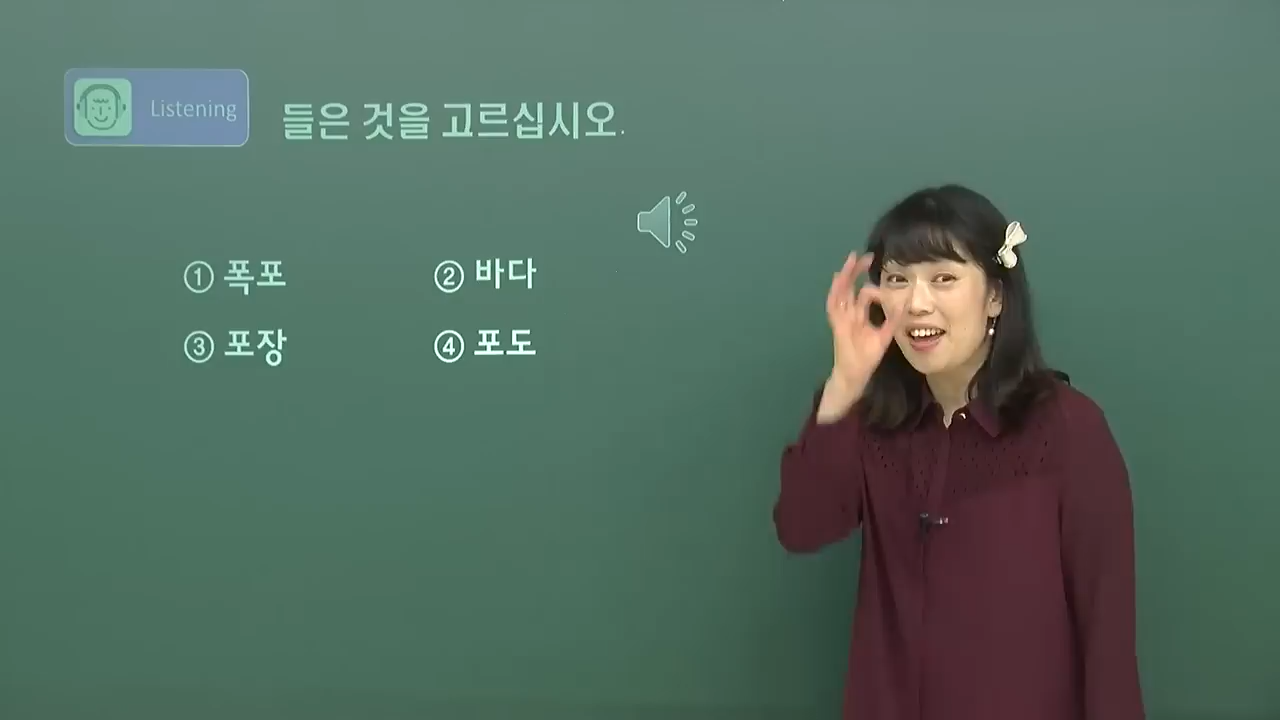 Listening
들은 것을 고르십시오.
① 폭포 ② 바다
③ 포장 ④ 포도